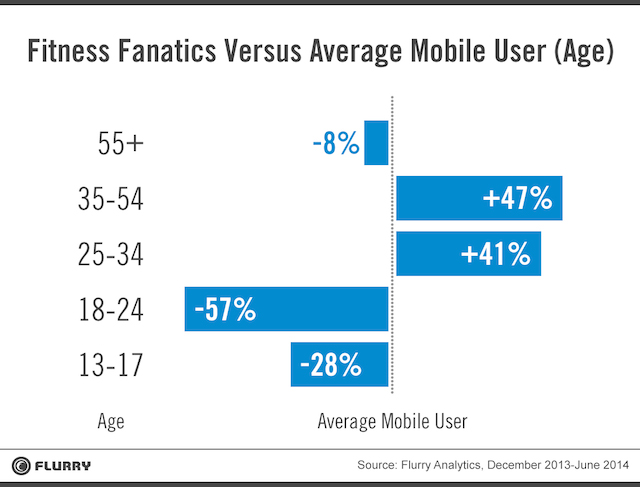 Fitness Fanatics Versus Average Mobile User (Age)
55+ -8%
35-54 +47%
25-34 +41%
18-24 -57%
13-17 -28%
Age Average Mobile User
FLURRY Source: Flurry Analytics, December 2013-June 2014